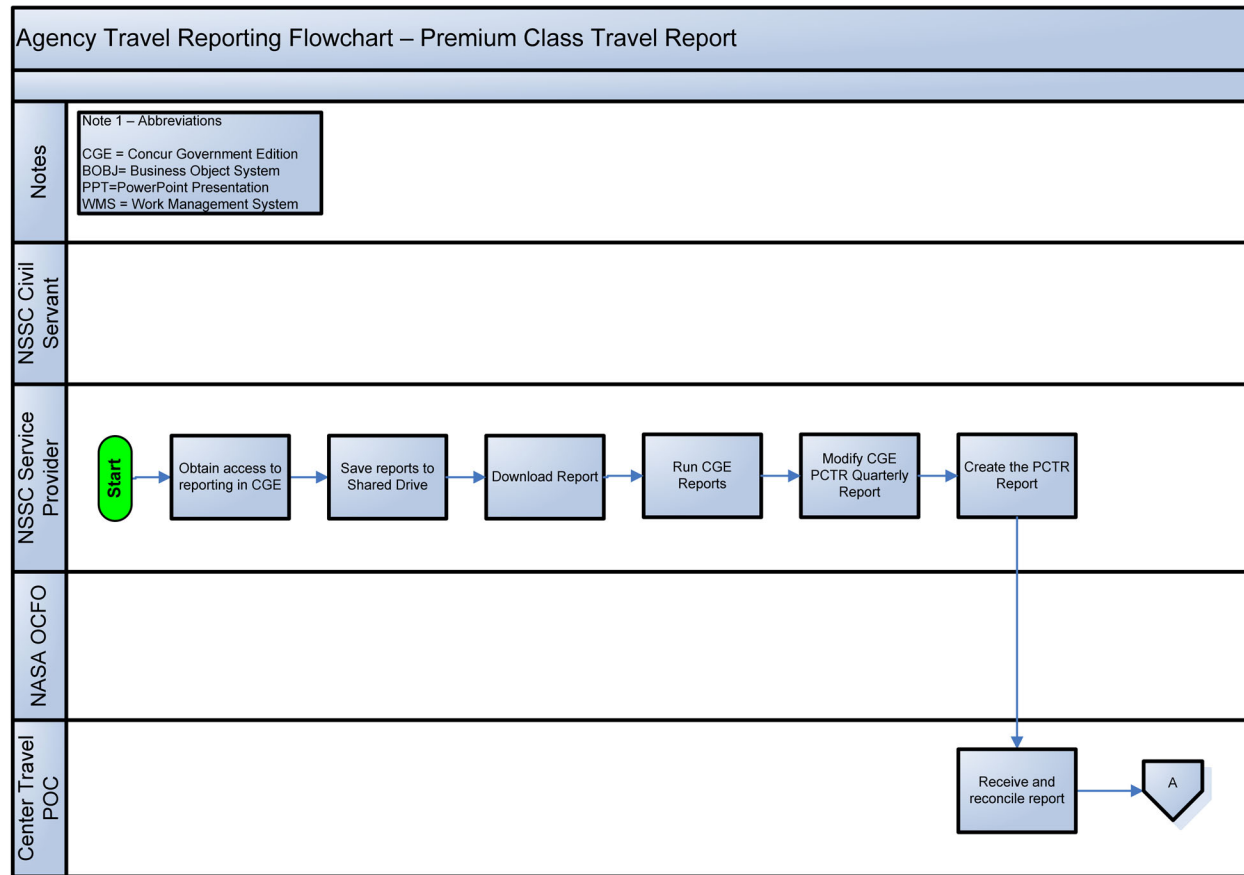 Agency Travel Reporting Flowchart – Premium Class Travel Report
Notes
Note 1 – Abbreviations
CGE = Concur Government Edition
BOBJ= Business Object System
PPT=PowerPoint Presentation
WMS = Work Management System
NSSC Civil
Servant
NSSC Service
Provider
Start
Obtain access to
reporting in CGE
Save reports to
Shared Drive
Download Report
Run CGE
Reports
Modify CGE
PCTR Quarterly
Report
Create the PCTR
Report
NASA OCFO
Center Travel
POC
Receive and
reconcile report
A